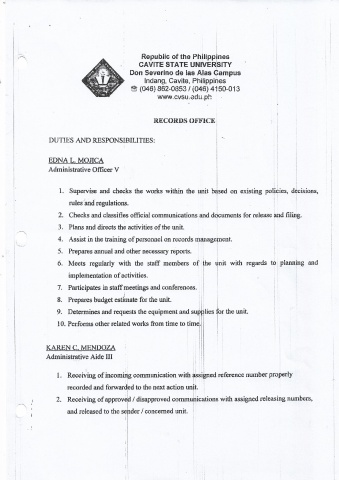 Republic of the Philippines
CAVITE STATE UNIVERSITY
Don Severino de las Alas Campus
Indang, Cavite, Philippines
☎ (046) 862-0853 / (046) 4150-013
www.cvsu.edu.ph
RECORDS OFFICE
DUTIES AND RESPONSIBILITIES:
EDNA L. MOJICA
Administrative Officer V
1. Supervise and checks the works within the unit based on existing policies, decisions,
rules and regulations.
2. Checks and classifies official communications and documents for release and filing.
3. Plans and directs the activities of the unit.
4. Assist in the training of personnel on records management.
5. Prepares annual and other necessary reports.
6. Meets regularly with the staff members of the unit with regards to planning and
implementation of activities.
7. Participates in staff meetings and conferences.
8. Prepares budget estimate for the unit.
9. Determines and requests the equipment and supplies for the unit.
10. Performs other related works from time to time.
KAREN C. MENDOZA
Administrative Aide III
1. Receiving of incoming communication with assigned reference number properly
recorded and forwarded to the next action unit.
2. Receiving of approved / disapproved communications with assigned releasing numbers,
and released to the sender / concerned unit.